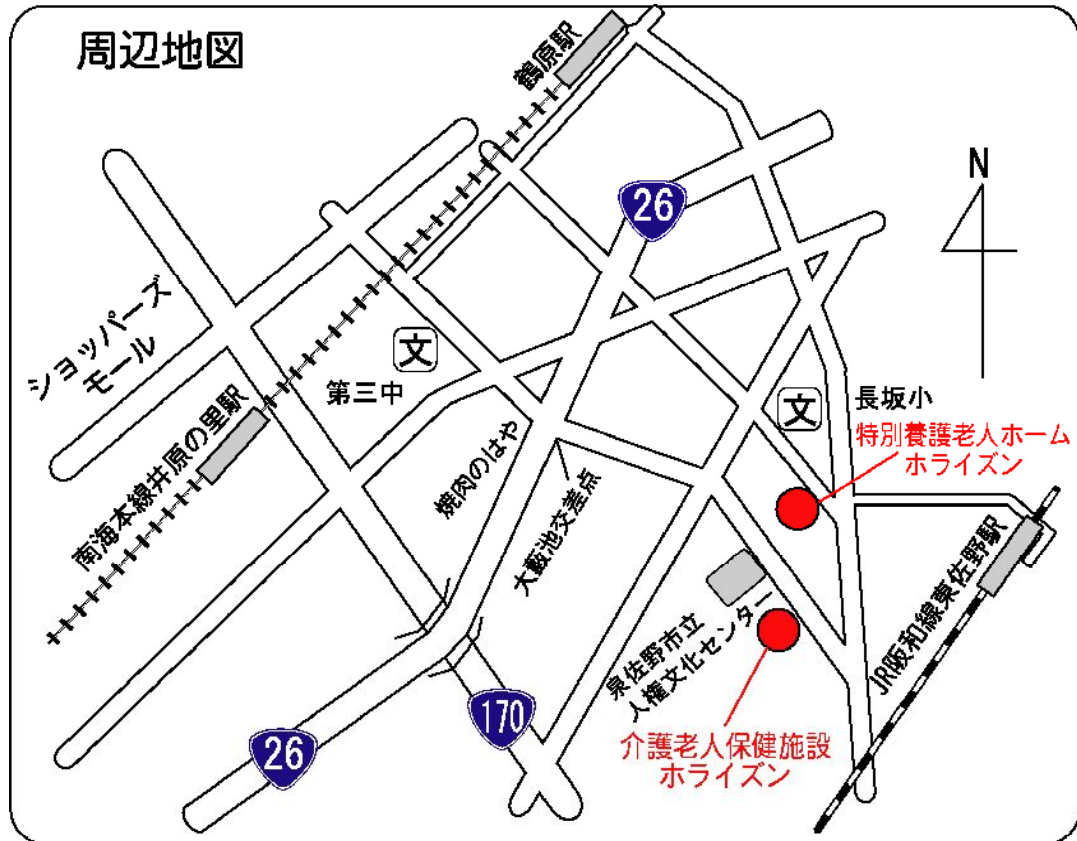 周辺地図
鶴原駅
26
N
ショッパーズ
モール
文
第三中
文
長坂小
特別養護老人ホーム
ホライズン
南海本線井原の里駅
焼肉のはや
大藪池交差点
泉佐野市立
人権文化センター
JR阪和線東佐野駅
170
26
介護老人保健施設
ホライズン